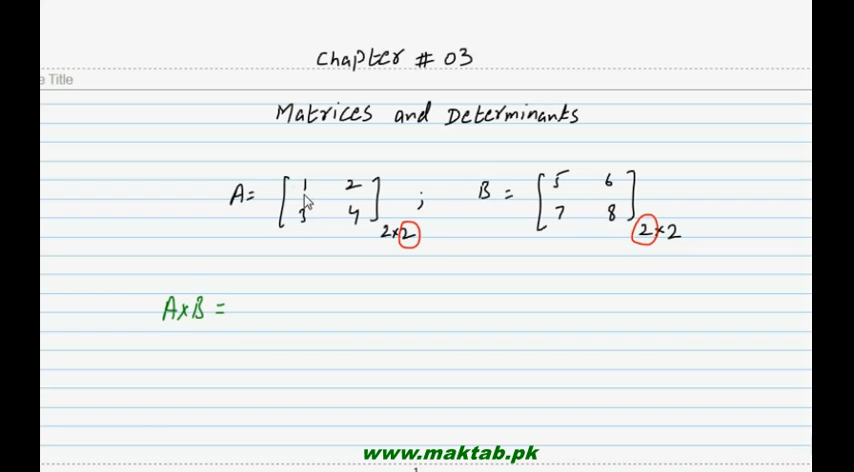 Chapter # 03
e Title
Matrices and Determinants
A = [ 1 2 ; B = [ 5 6
3 4 ] 2×2 7 8 ] 2×2
A×B =
www.maktab.pk
1